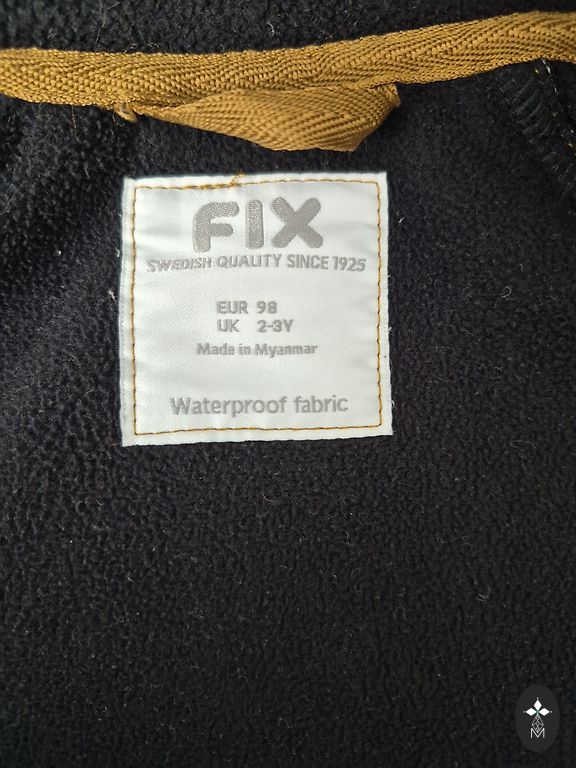 FIX
SWEDISH QUALITY SINCE 1925
EUR 98
UK 2-3Y
Made in Myanmar
Waterproof fabric